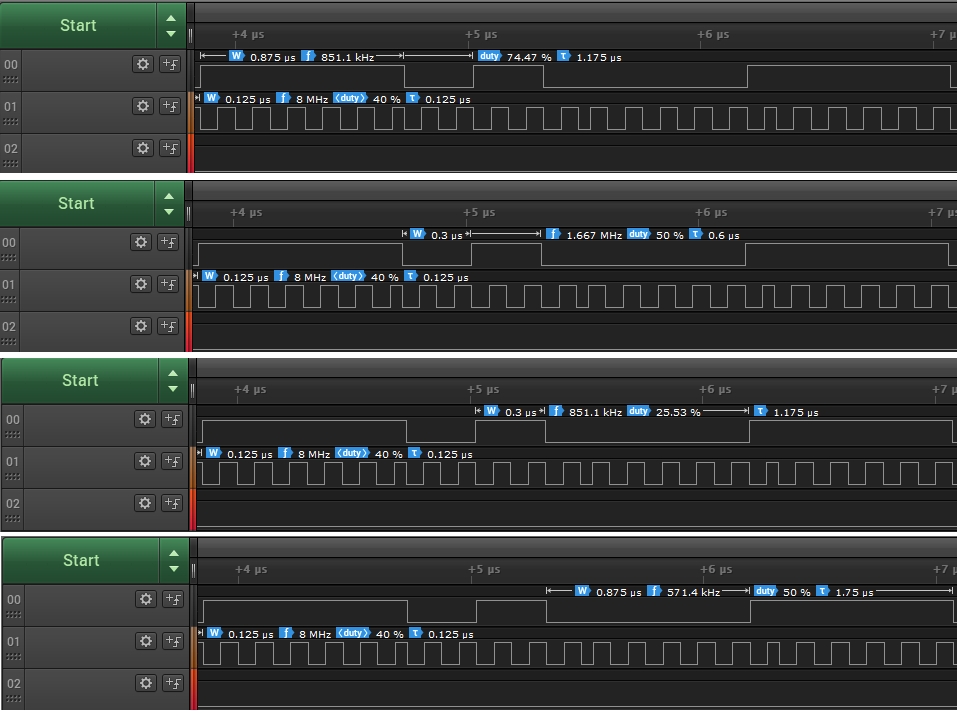 Start
+4 µs +5 µs +6 µs +7 µ
00 W 0.875 µs f 851.1 kHz duty 74.47 % τ 1.175 µs
01 W 0.125 µs f 8 MHz ⟨duty⟩ 40 % τ 0.125 µs
02
Start
+4 µs +5 µs +6 µs +7 µs
00 W 0.3 µs f 1.667 MHz duty 50 % τ 0.6 µs
01 W 0.125 µs f 8 MHz ⟨duty⟩ 40 % τ 0.125 µs
02
Start
+4 µs +5 µs +6 µs +7 µ
00 W 0.3 µs f 851.1 kHz duty 25.53 % τ 1.175 µs
01 W 0.125 µs f 8 MHz ⟨duty⟩ 40 % τ 0.125 µs
02
Start
+4 µs +5 µs +6 µs +7 µ
00 W 0.875 µs f 571.4 kHz duty 50 % τ 1.75 µs
01 W 0.125 µs f 8 MHz ⟨duty⟩ 40 % τ 0.125 µs
02